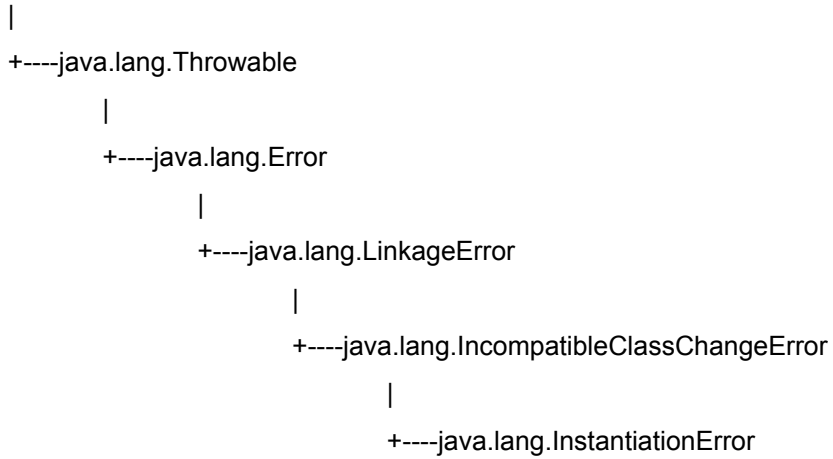 |
+----java.lang.Throwable
|
+----java.lang.Error
|
+----java.lang.LinkageError
|
+----java.lang.IncompatibleClassChangeError
|
+----java.lang.InstantiationError